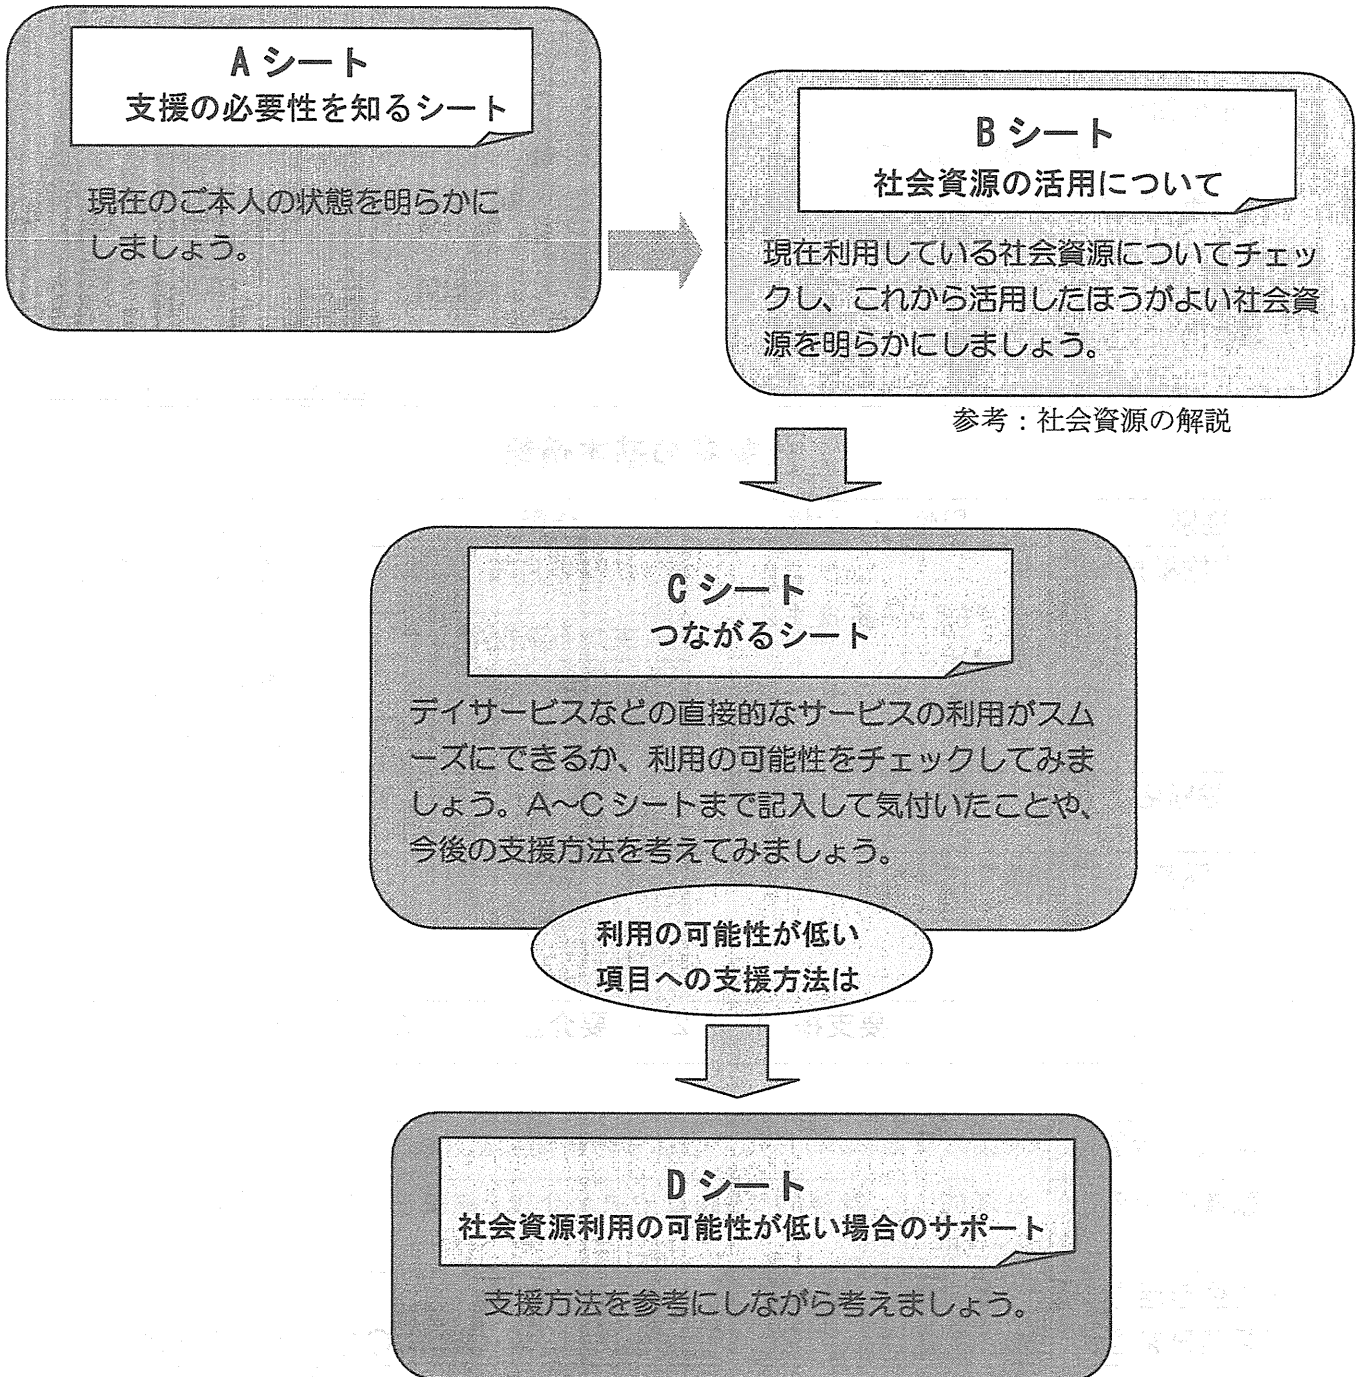 A シート
支援の必要性を知るシート
現在のご本人の状態を明らかに
しましょう。
B シート
社会資源の活用について
現在利用している社会資源についてチェッ
クし、これから活用したほうがよい社会資
源を明らかにしましょう。
参考：社会資源の解説
C シート
つながるシート
デイサービスなどの直接的なサービスの利用がスム
ーズにできるか、利用の可能性をチェックしてみま
しょう。A～C シートまで記入して気付いたことや、
今後の支援方法を考えてみましょう。
利用の可能性が低い
項目への支援方法は
D シート
社会資源利用の可能性が低い場合のサポート
支援方法を参考にしながら考えましょう。